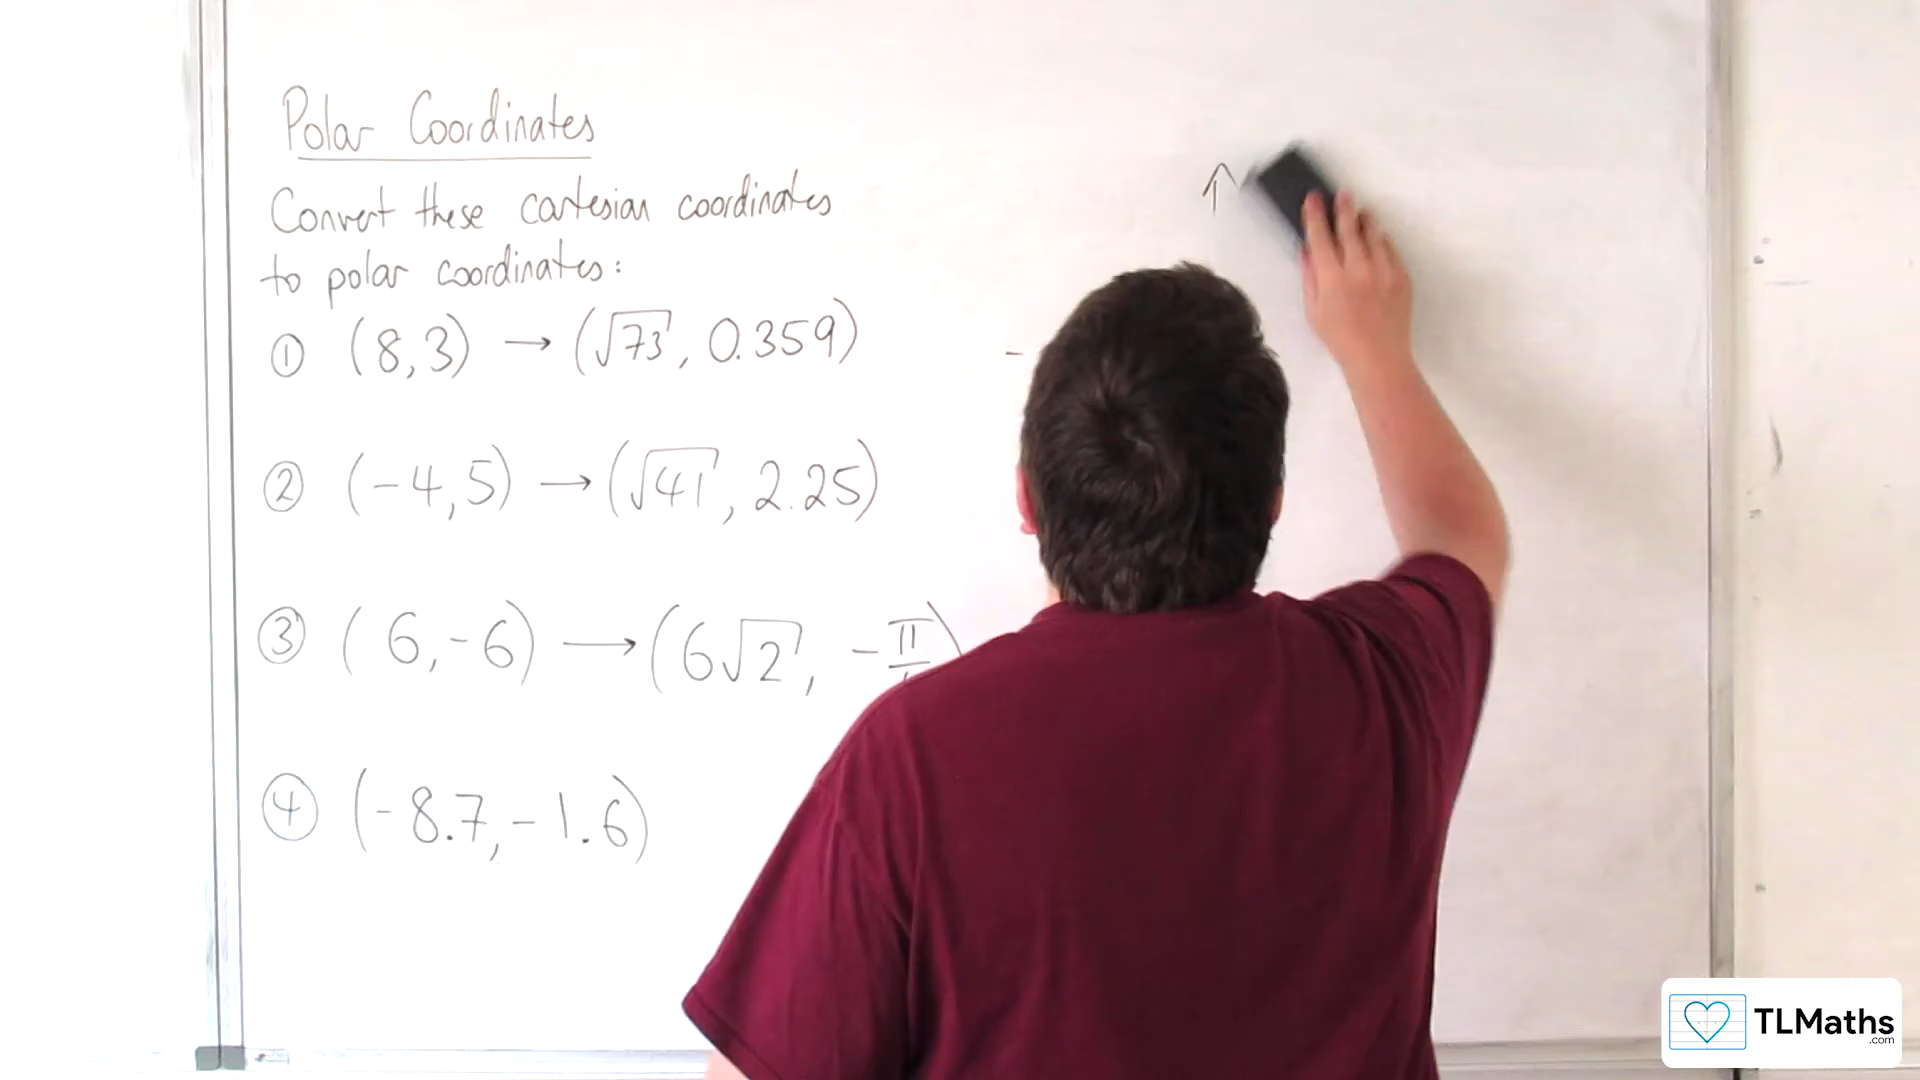 Polar Coordinates
Convert these cartesian coordinates
to polar coordinates:
① (8,3) → (√73, 0.359)
② (-4,5) → (√41, 2.25)
③ (6,-6) → (6√2, -π
④ (-8.7,-1.6)
TLMaths
.com